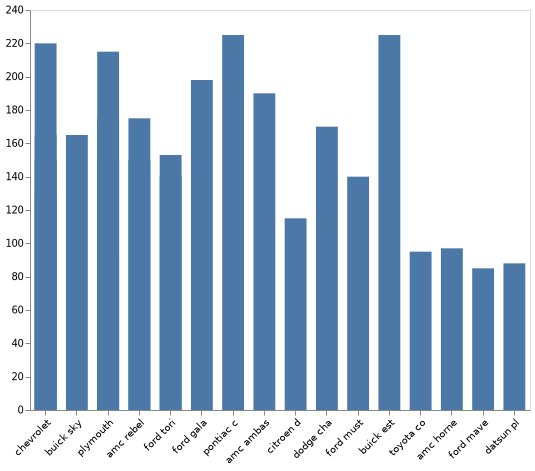 240
220
200
180
160
140
120
100
80
60
40
20
0
chevrolet
buick sky
plymouth
amc rebel
ford tori
ford gala
pontiac c
amc ambas
citroen d
dodge cha
ford must
buick est
toyota co
amc horne
ford mave
datsun pl